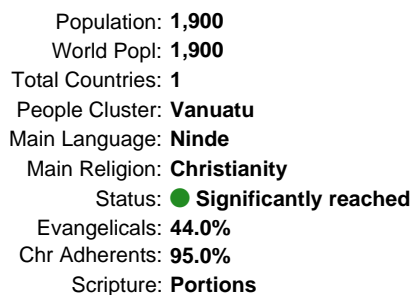 Population: 1,900
World Popl: 1,900
Total Countries: 1
People Cluster: Vanuatu
Main Language: Ninde
Main Religion: Christianity
Status: Significantly reached
Evangelicals: 44.0%
Chr Adherents: 95.0%
Scripture: Portions